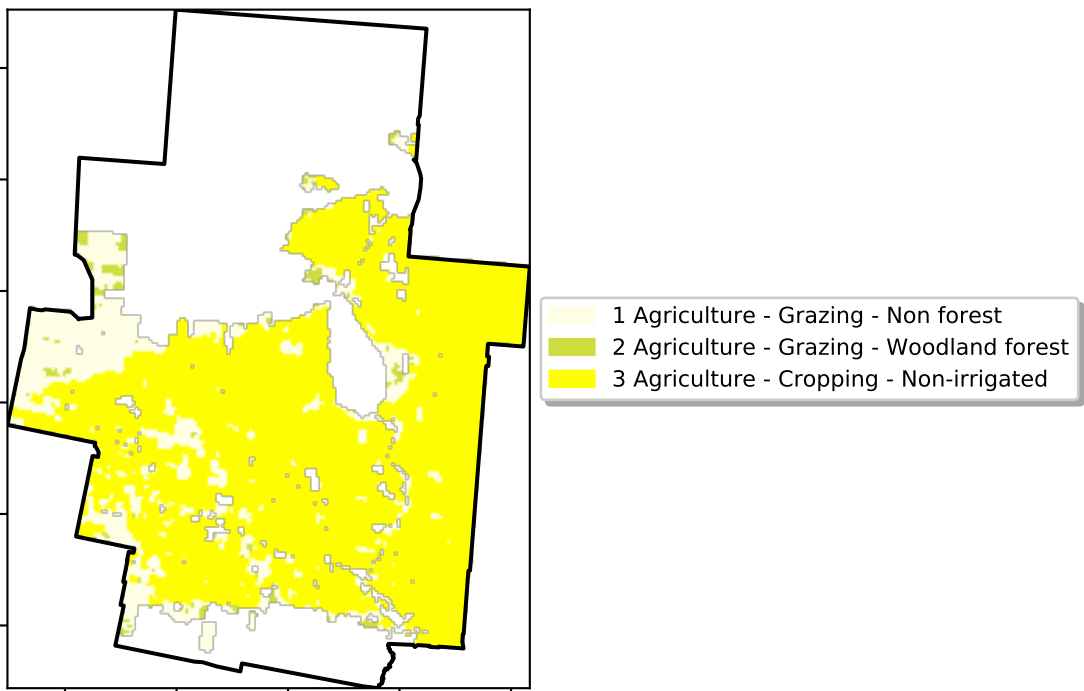 1 Agriculture - Grazing - Non forest
2 Agriculture - Grazing - Woodland forest
3 Agriculture - Cropping - Non-irrigated